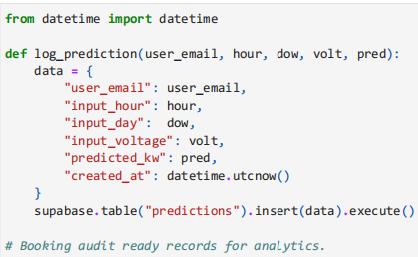 from datetime import datetime
def log_prediction(user_email, hour, dow, volt, pred):
    data = {
        "user_email": user_email,
        "input_hour": hour,
        "input_day":  dow,
        "input_voltage": volt,
        "predicted_kw": pred,
        "created_at": datetime.utcnow()
    }
    supabase.table("predictions").insert(data).execute()
# Booking audit ready records for analytics.